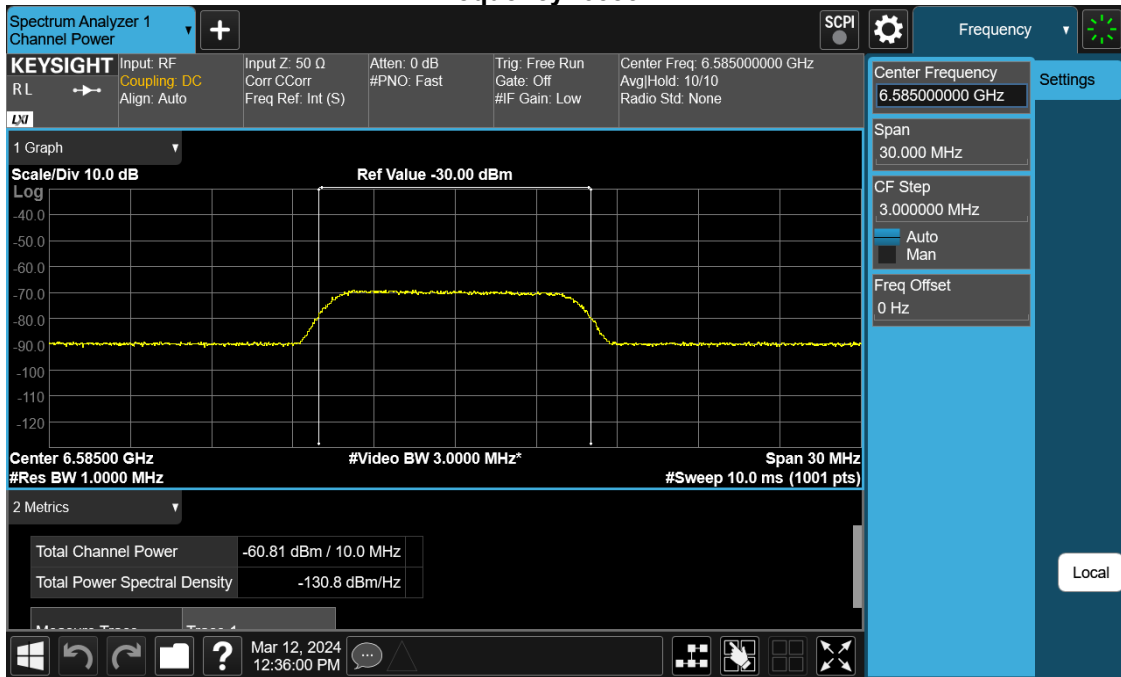 Spectrum Analyzer 1
Channel Power
SCPI
Frequency
KEYSIGHT
RL
LXI
Input: RF
Coupling: DC
Align: Auto
Input Z: 50 Ω
Corr CCorr
Freq Ref: Int (S)
Atten: 0 dB
#PNO: Fast
Trig: Free Run
Gate: Off
#IF Gain: Low
Center Freq: 6.585000000 GHz
Avg|Hold: 10/10
Radio Std: None
Center Frequency
6.585000000 GHz
Settings
Span
30.000 MHz
CF Step
3.000000 MHz
Auto
Man
Freq Offset
0 Hz
Local
1 Graph
Scale/Div 10.0 dB
Ref Value -30.00 dBm
Log
-40.0
-50.0
-60.0
-70.0
-80.0
-90.0
-100
-110
-120
Center 6.58500 GHz
#Video BW 3.0000 MHz*
Span 30 MHz
#Res BW 1.0000 MHz
#Sweep 10.0 ms (1001 pts)
2 Metrics
Total Channel Power -60.81 dBm / 10.0 MHz
Total Power Spectral Density -130.8 dBm/Hz
?
Mar 12, 2024
12:36:00 PM